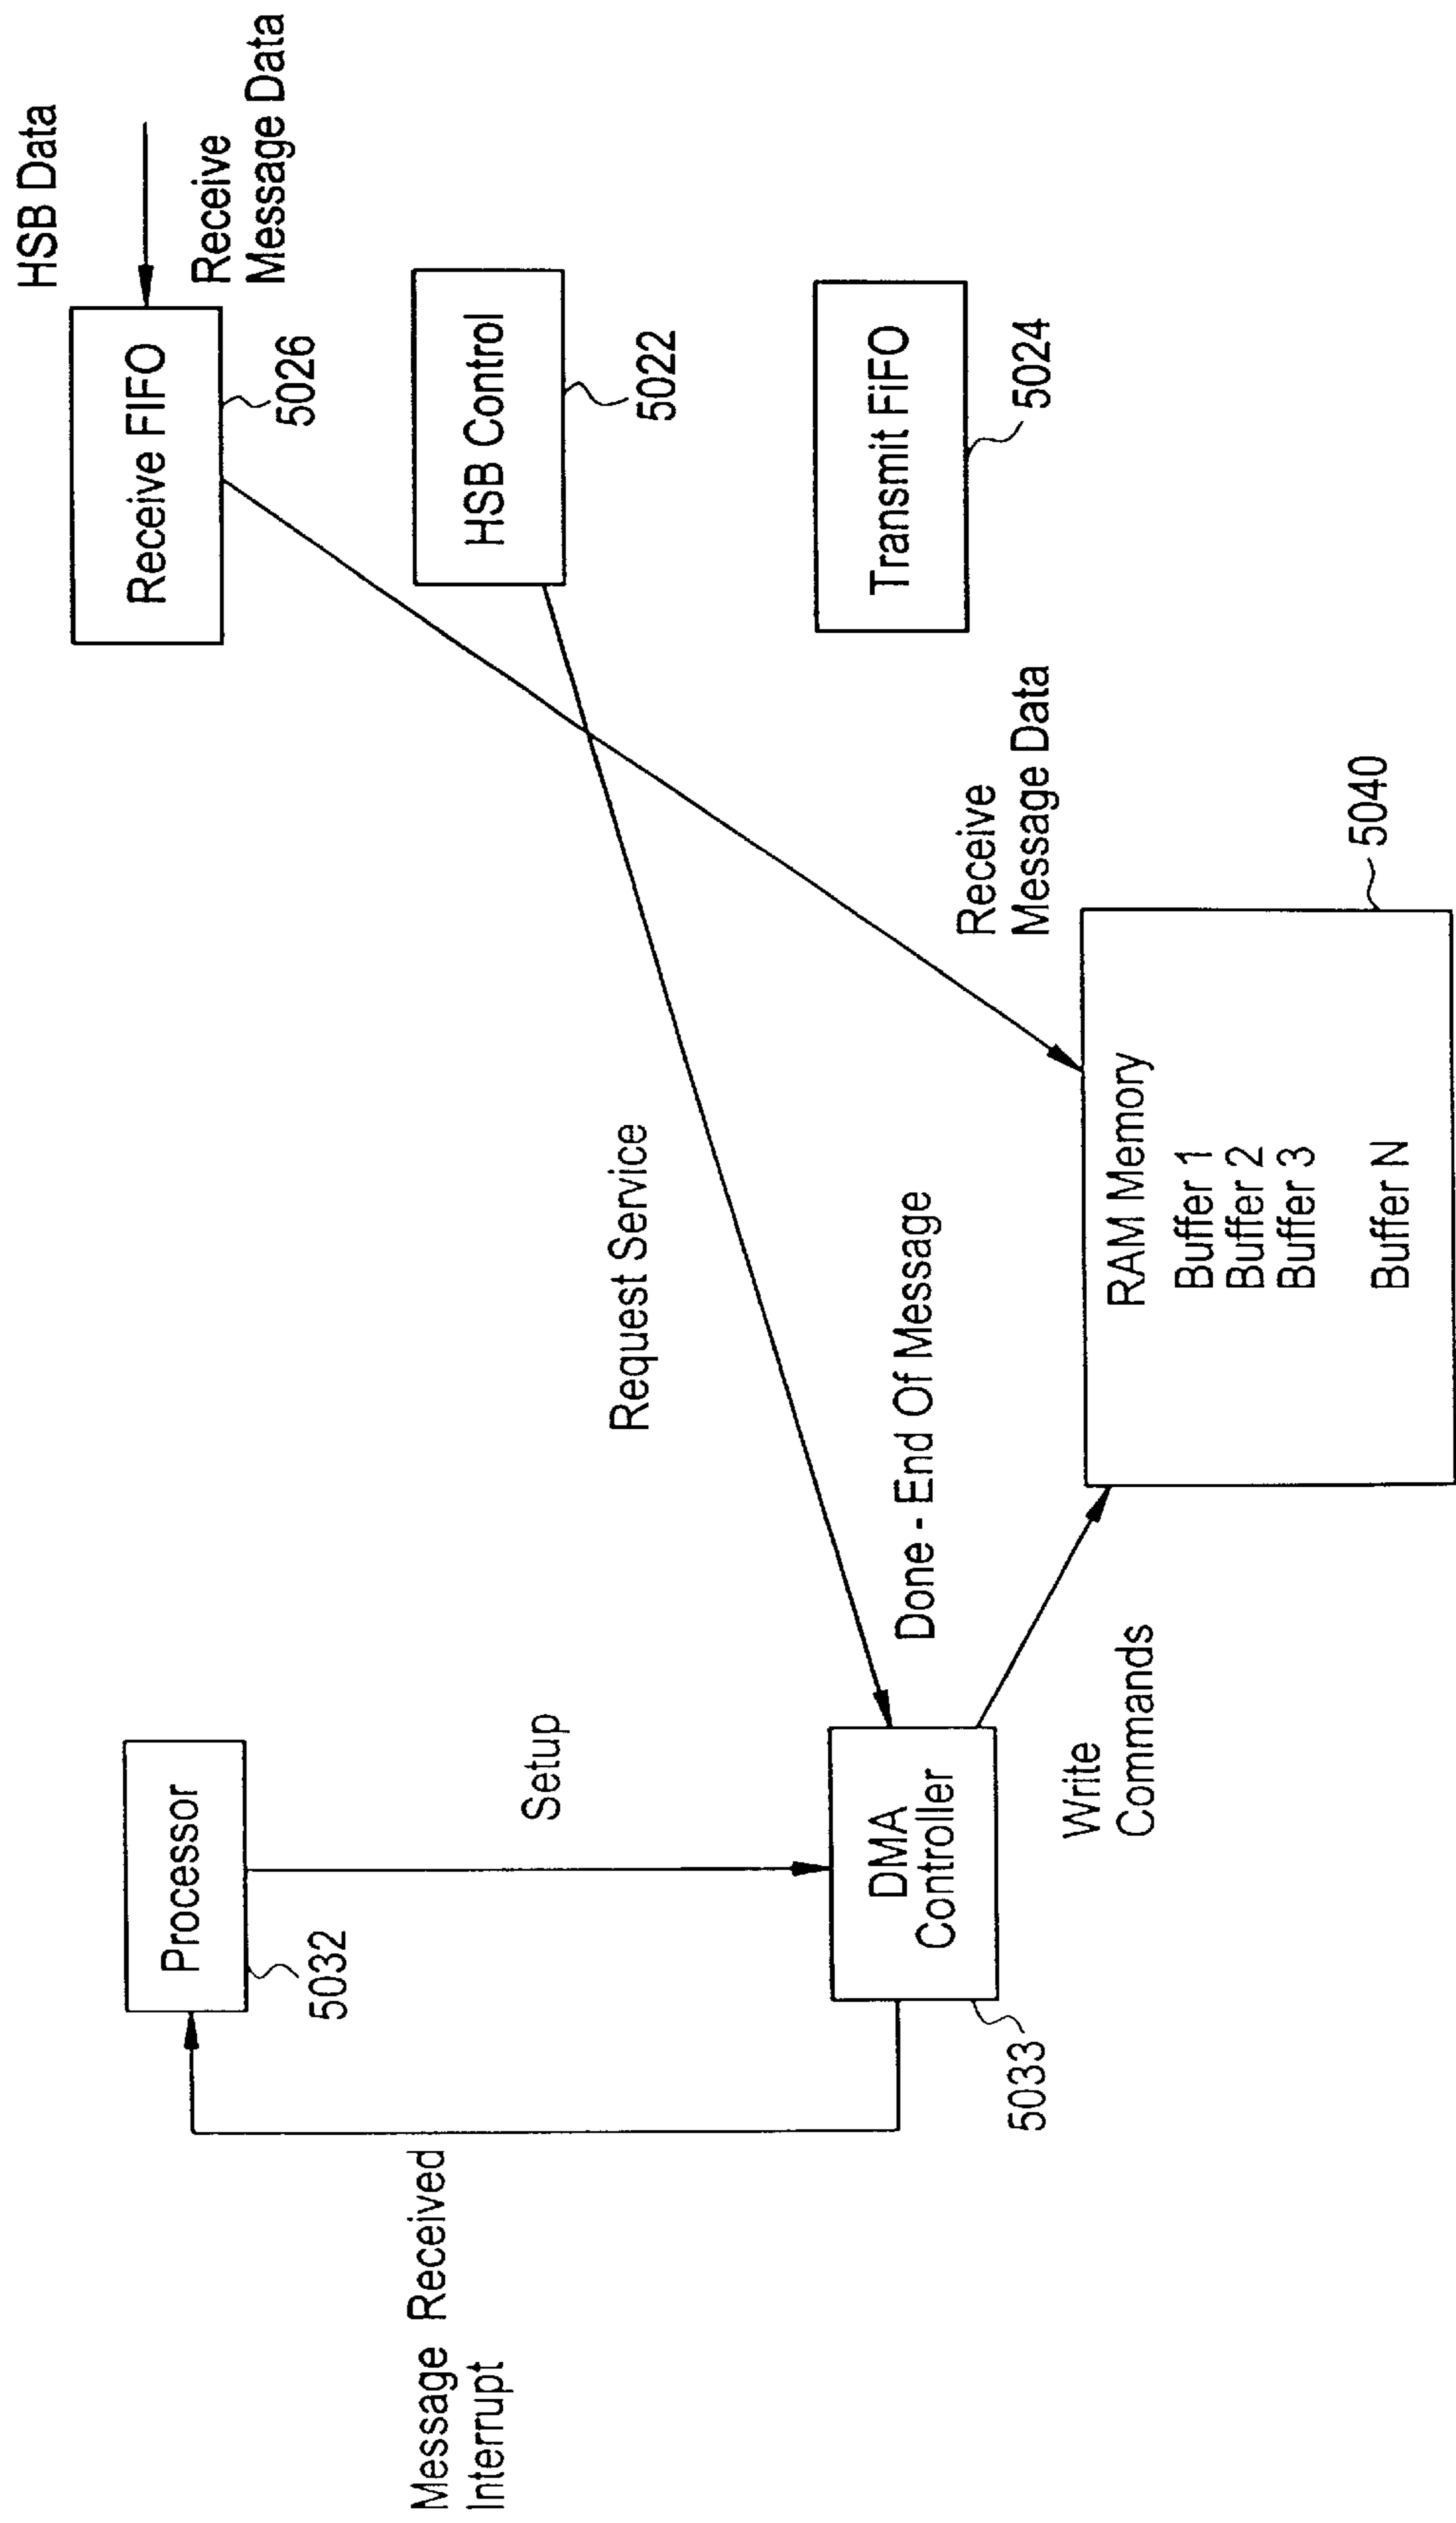 HSB Data
Receive FIFO
Receive
Message Data
5026
Processor
5032
HSB Control
5022
Message Received
Interrupt
Setup
Request Service
Transmit FiFO
5024
DMA
Controller
5033
Done - End Of Message
Receive
Message Data
Write
Commands
RAM Memory
Buffer 1
Buffer 2
Buffer 3
Buffer N
5040